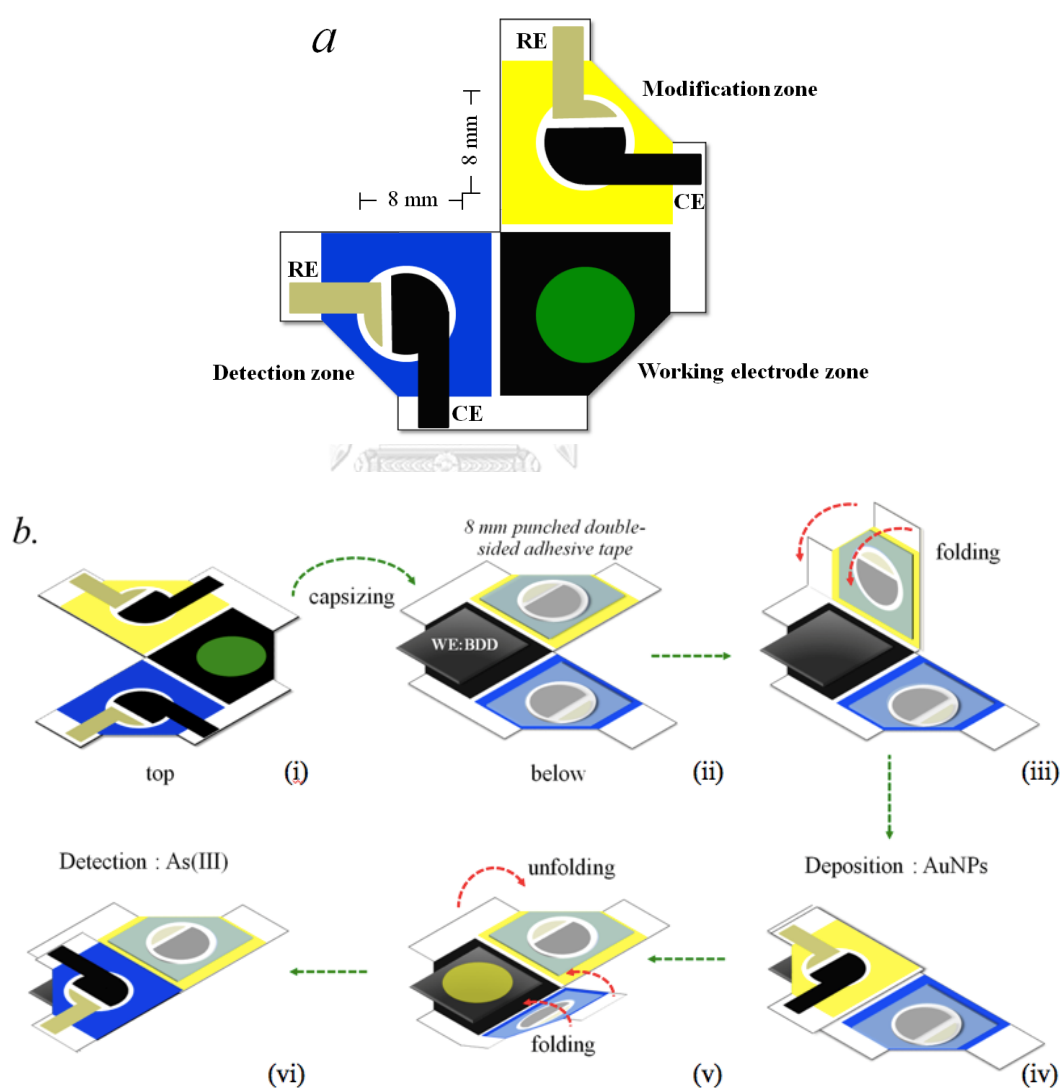 a
RE
Modification zone
8 mm
8 mm
CE
RE
Detection zone
Working electrode zone
CE
b.
8 mm punched double-
sided adhesive tape
folding
capsizing
WE:BDD
top
(i)
below
(ii)
(iii)
Detection : As(III)
unfolding
Deposition : AuNPs
folding
(vi)
(v)
(iv)